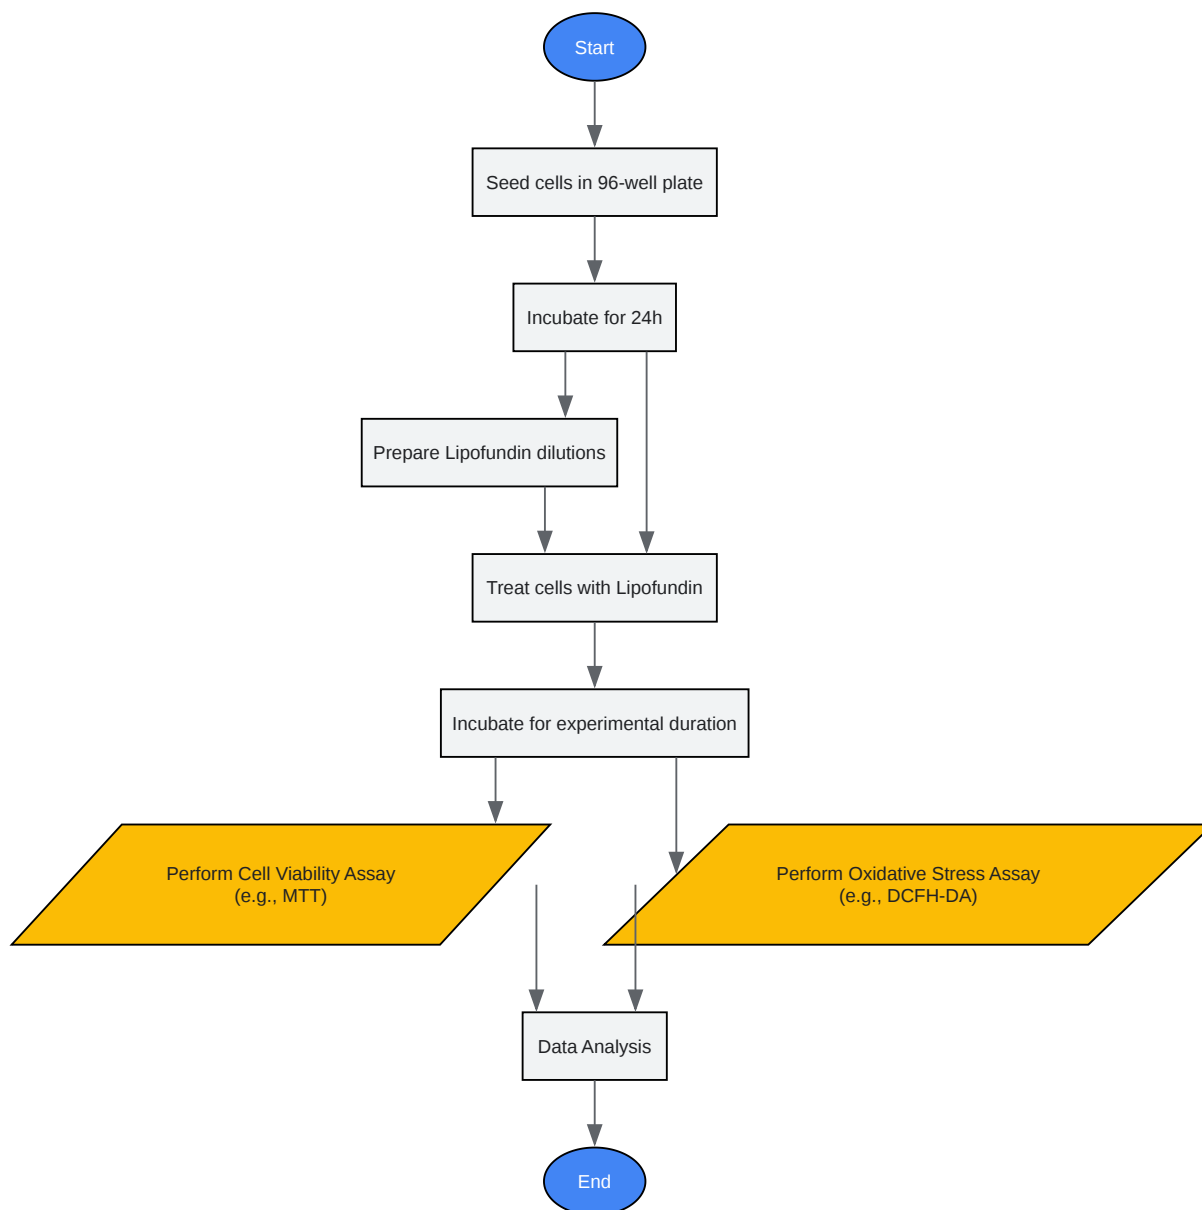 Start
Seed cells in 96-well plate
Incubate for 24h
Prepare Lipofundin dilutions
Treat cells with Lipofundin
Incubate for experimental duration
Perform Cell Viability Assay
(e.g., MTT)
Perform Oxidative Stress Assay
(e.g., DCFH-DA)
Data Analysis
End